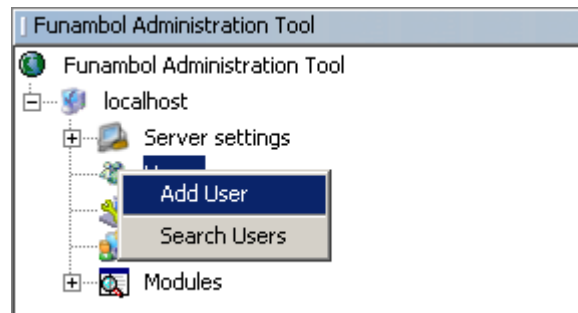 Funambol Administration Tool
Funambol Administration Tool
localhost
Server settings
Add User
Search Users
Modules